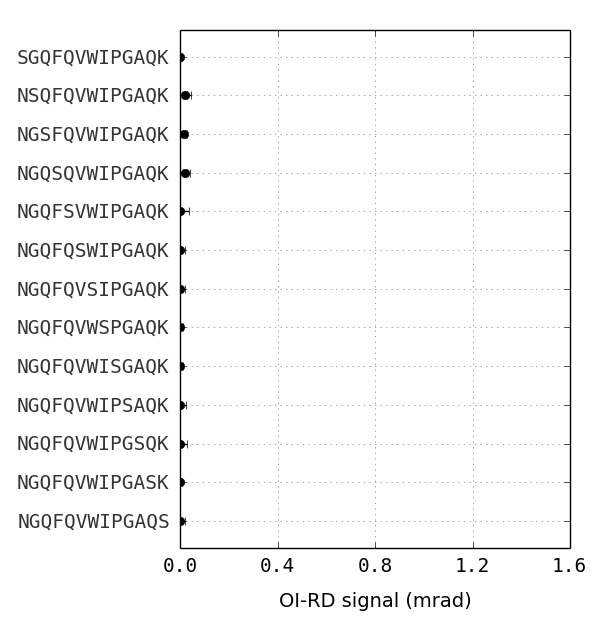 SGQFQVWIPGAQK
NSQFQVWIPGAQK
NGSFQVWIPGAQK
NGQSQVWIPGAQK
NGQFSVWIPGAQK
NGQFQSWIPGAQK
NGQFQVSIPGAQK
NGQFQVWSPGAQK
NGQFQVWISGAQK
NGQFQVWIPSAQK
NGQFQVWIPGSQK
NGQFQVWIPGASK
NGQFQVWIPGAQS
0.0 0.4 0.8 1.2 1.6
OI-RD signal (mrad)